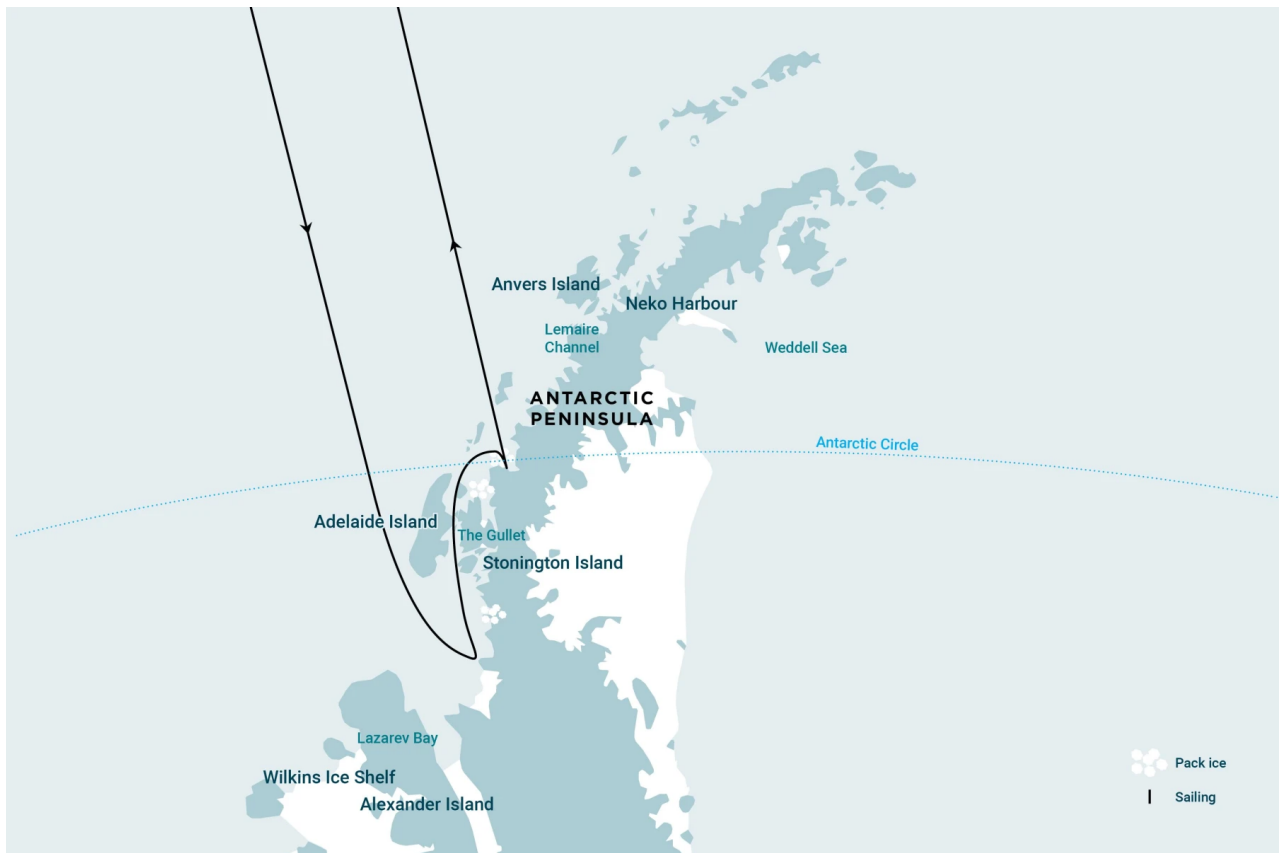 Anvers Island
Neko Harbour
Lemaire
Channel
Weddell Sea
ANTARCTIC
PENINSULA
Antarctic Circle
Adelaide Island
The Gullet
Stonington Island
Lazarev Bay
Wilkins Ice Shelf
Alexander Island
Pack ice
Sailing